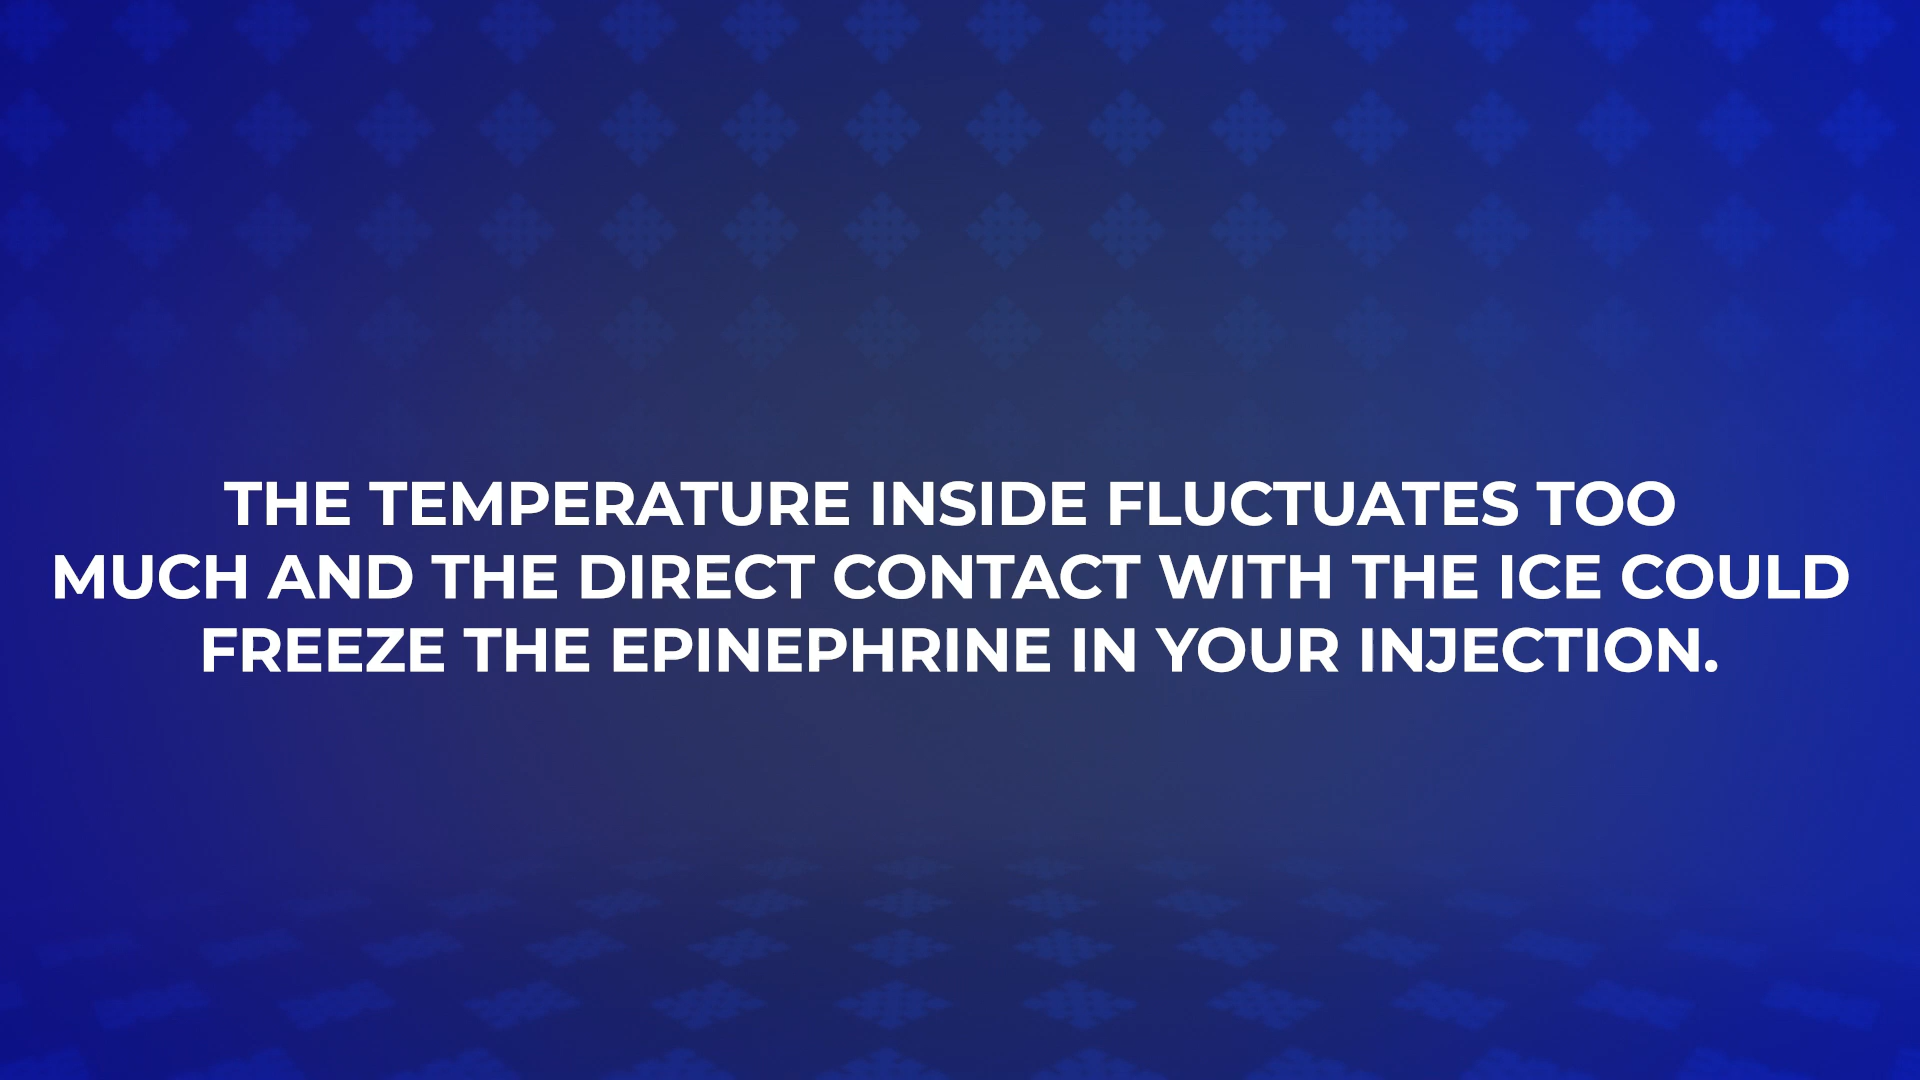 THE TEMPERATURE INSIDE FLUCTUATES TOO
MUCH AND THE DIRECT CONTACT WITH THE ICE COULD
FREEZE THE EPINEPHRINE IN YOUR INJECTION.